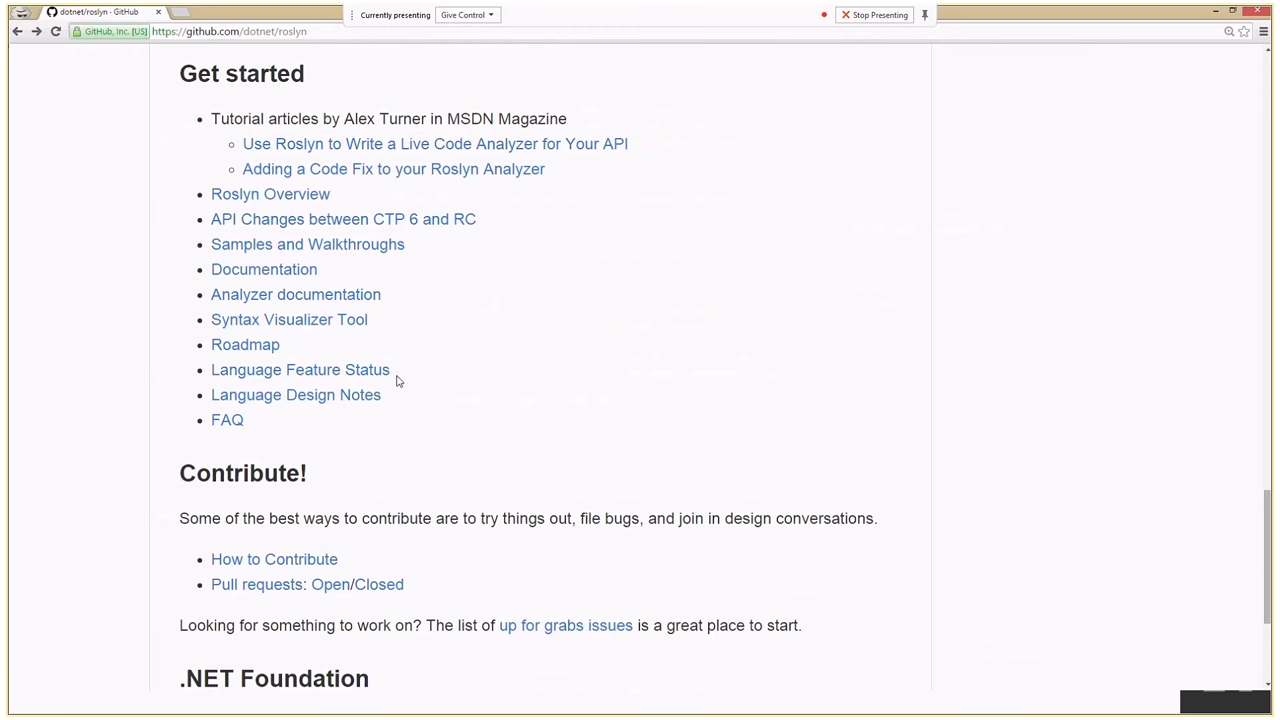 dotnet/roslyn · GitHub
Currently presenting
Give Control
Stop Presenting
GitHub, Inc. [US]
https://github.com/dotnet/roslyn
Get started
Tutorial articles by Alex Turner in MSDN Magazine
Use Roslyn to Write a Live Code Analyzer for Your API
Adding a Code Fix to your Roslyn Analyzer
Roslyn Overview
API Changes between CTP 6 and RC
Samples and Walkthroughs
Documentation
Analyzer documentation
Syntax Visualizer Tool
Roadmap
Language Feature Status
Language Design Notes
FAQ
Contribute!
Some of the best ways to contribute are to try things out, file bugs, and join in design conversations.
How to Contribute
Pull requests: Open/Closed
Looking for something to work on? The list of up for grabs issues is a great place to start.
.NET Foundation